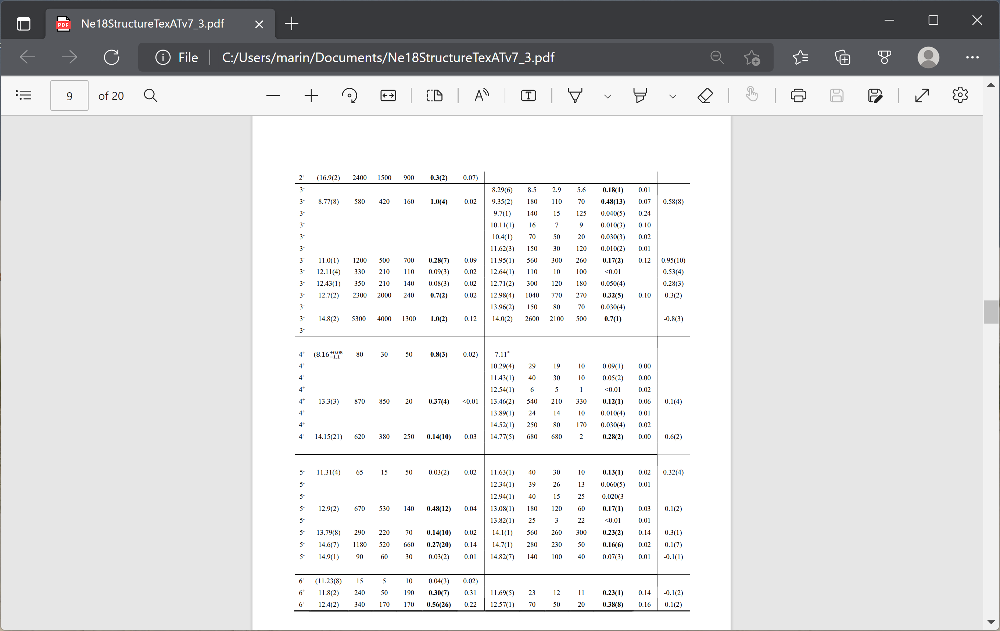 Ne18StructureTexATv7_3.pdf
File C:/Users/marin/Documents/Ne18StructureTexATv7_3.pdf
9 of 20
2+ (16.9(2) 2400 1500 900 0.3(2) 0.07)
3- 8.29(6) 8.5 2.9 5.6 0.18(1) 0.01
3- 8.77(8) 580 420 160 1.0(4) 0.02 9.35(2) 180 110 70 0.48(13) 0.07 0.58(8)
3- 9.7(1) 140 15 125 0.040(5) 0.24
3- 10.11(1) 16 7 9 0.010(3) 0.10
3- 10.4(1) 70 50 20 0.030(3) 0.02
3- 11.62(3) 150 30 120 0.010(2) 0.01
3- 11.0(1) 1200 500 700 0.28(7) 0.09 11.95(1) 560 300 260 0.17(2) 0.12 0.95(10)
3- 12.11(4) 330 210 110 0.09(3) 0.02 12.64(1) 110 10 100 <0.01 0.53(4)
3- 12.43(1) 350 210 140 0.08(3) 0.02 12.71(2) 300 120 180 0.050(4) 0.28(3)
3- 12.7(2) 2300 2000 240 0.7(2) 0.02 12.98(4) 1040 770 270 0.32(5) 0.10 0.3(2)
3- 13.96(2) 150 80 70 0.030(4)
3- 14.8(2) 5300 4000 1300 1.0(2) 0.12 14.0(2) 2600 2100 500 0.7(1) -0.8(3)
3-
4+ (8.16+0.05−1.1 80 30 50 0.8(3) 0.02) 7.11*
4+ 10.29(4) 29 19 10 0.09(1) 0.00
4+ 11.43(1) 40 30 10 0.05(2) 0.00
4+ 12.54(1) 6 5 1 <0.01 0.02
4+ 13.3(3) 870 850 20 0.37(4) <0.01 13.46(2) 540 210 330 0.12(1) 0.06 0.1(4)
4+ 13.89(1) 24 14 10 0.010(4) 0.01
4+ 14.52(1) 250 80 170 0.030(4) 0.02
4+ 14.15(21) 620 380 250 0.14(10) 0.03 14.77(5) 680 680 2 0.28(2) 0.00 0.6(2)
5- 11.31(4) 65 15 50 0.03(2) 0.02 11.63(1) 40 30 10 0.13(1) 0.02 0.32(4)
5- 12.34(1) 39 26 13 0.060(5) 0.01
5- 12.94(1) 40 15 25 0.020(3
5- 12.9(2) 670 530 140 0.48(12) 0.04 13.08(1) 180 120 60 0.17(1) 0.03 0.1(2)
5- 13.82(1) 25 3 22 <0.01 0.01
5- 13.79(8) 290 220 70 0.14(10) 0.02 14.1(1) 560 260 300 0.23(2) 0.14 0.3(1)
5- 14.6(7) 1180 520 660 0.27(20) 0.14 14.7(1) 280 230 50 0.16(6) 0.02 0.1(7)
5- 14.9(1) 90 60 30 0.03(2) 0.01 14.82(7) 140 100 40 0.07(3) 0.01 -0.1(1)
6+ (11.23(8) 15 5 10 0.04(3) 0.02)
6+ 11.8(2) 240 50 190 0.30(7) 0.31 11.69(5) 23 12 11 0.23(1) 0.14 -0.1(2)
6+ 12.4(2) 340 170 170 0.56(26) 0.22 12.57(1) 70 50 20 0.38(8) 0.16 0.1(2)